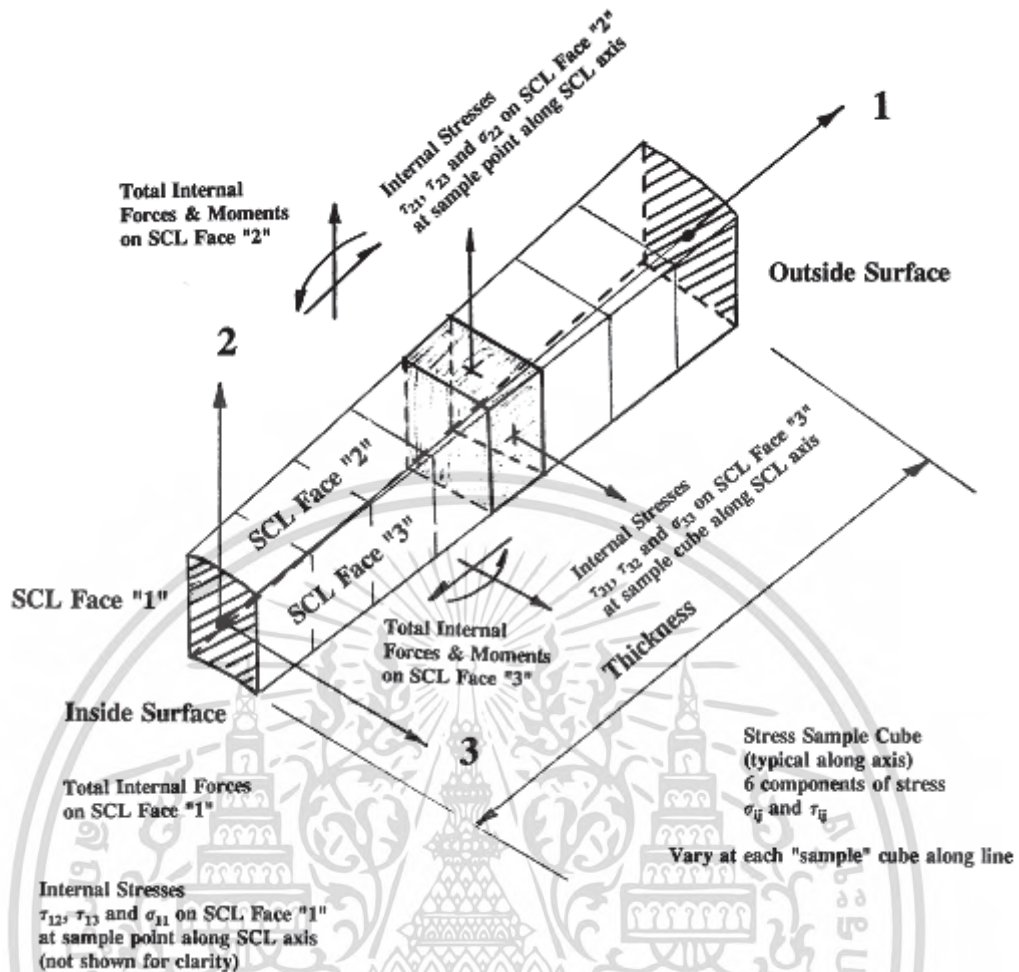 1
Internal Stresses
τ21, τ23 and σ22 on SCL Face "2"
at sample point along SCL axis
Total Internal
Forces & Moments
on SCL Face "2"
Outside Surface
2
SCL Face "2"
SCL Face "3"
SCL Face "1"
Internal Stresses
τ31, τ32 and σ33 on SCL Face "3"
at sample cube along SCL axis
Total Internal
Forces & Moments
on SCL Face "3"
Thickness
Inside Surface
3
Stress Sample Cube
(typical along axis)
6 components of stress
σij and τij
Total Internal Forces
on SCL Face "1"
Vary at each "sample" cube along line
Internal Stresses
τ12, τ13 and σ11 on SCL Face "1"
at sample point along SCL axis
(not shown for clarity)